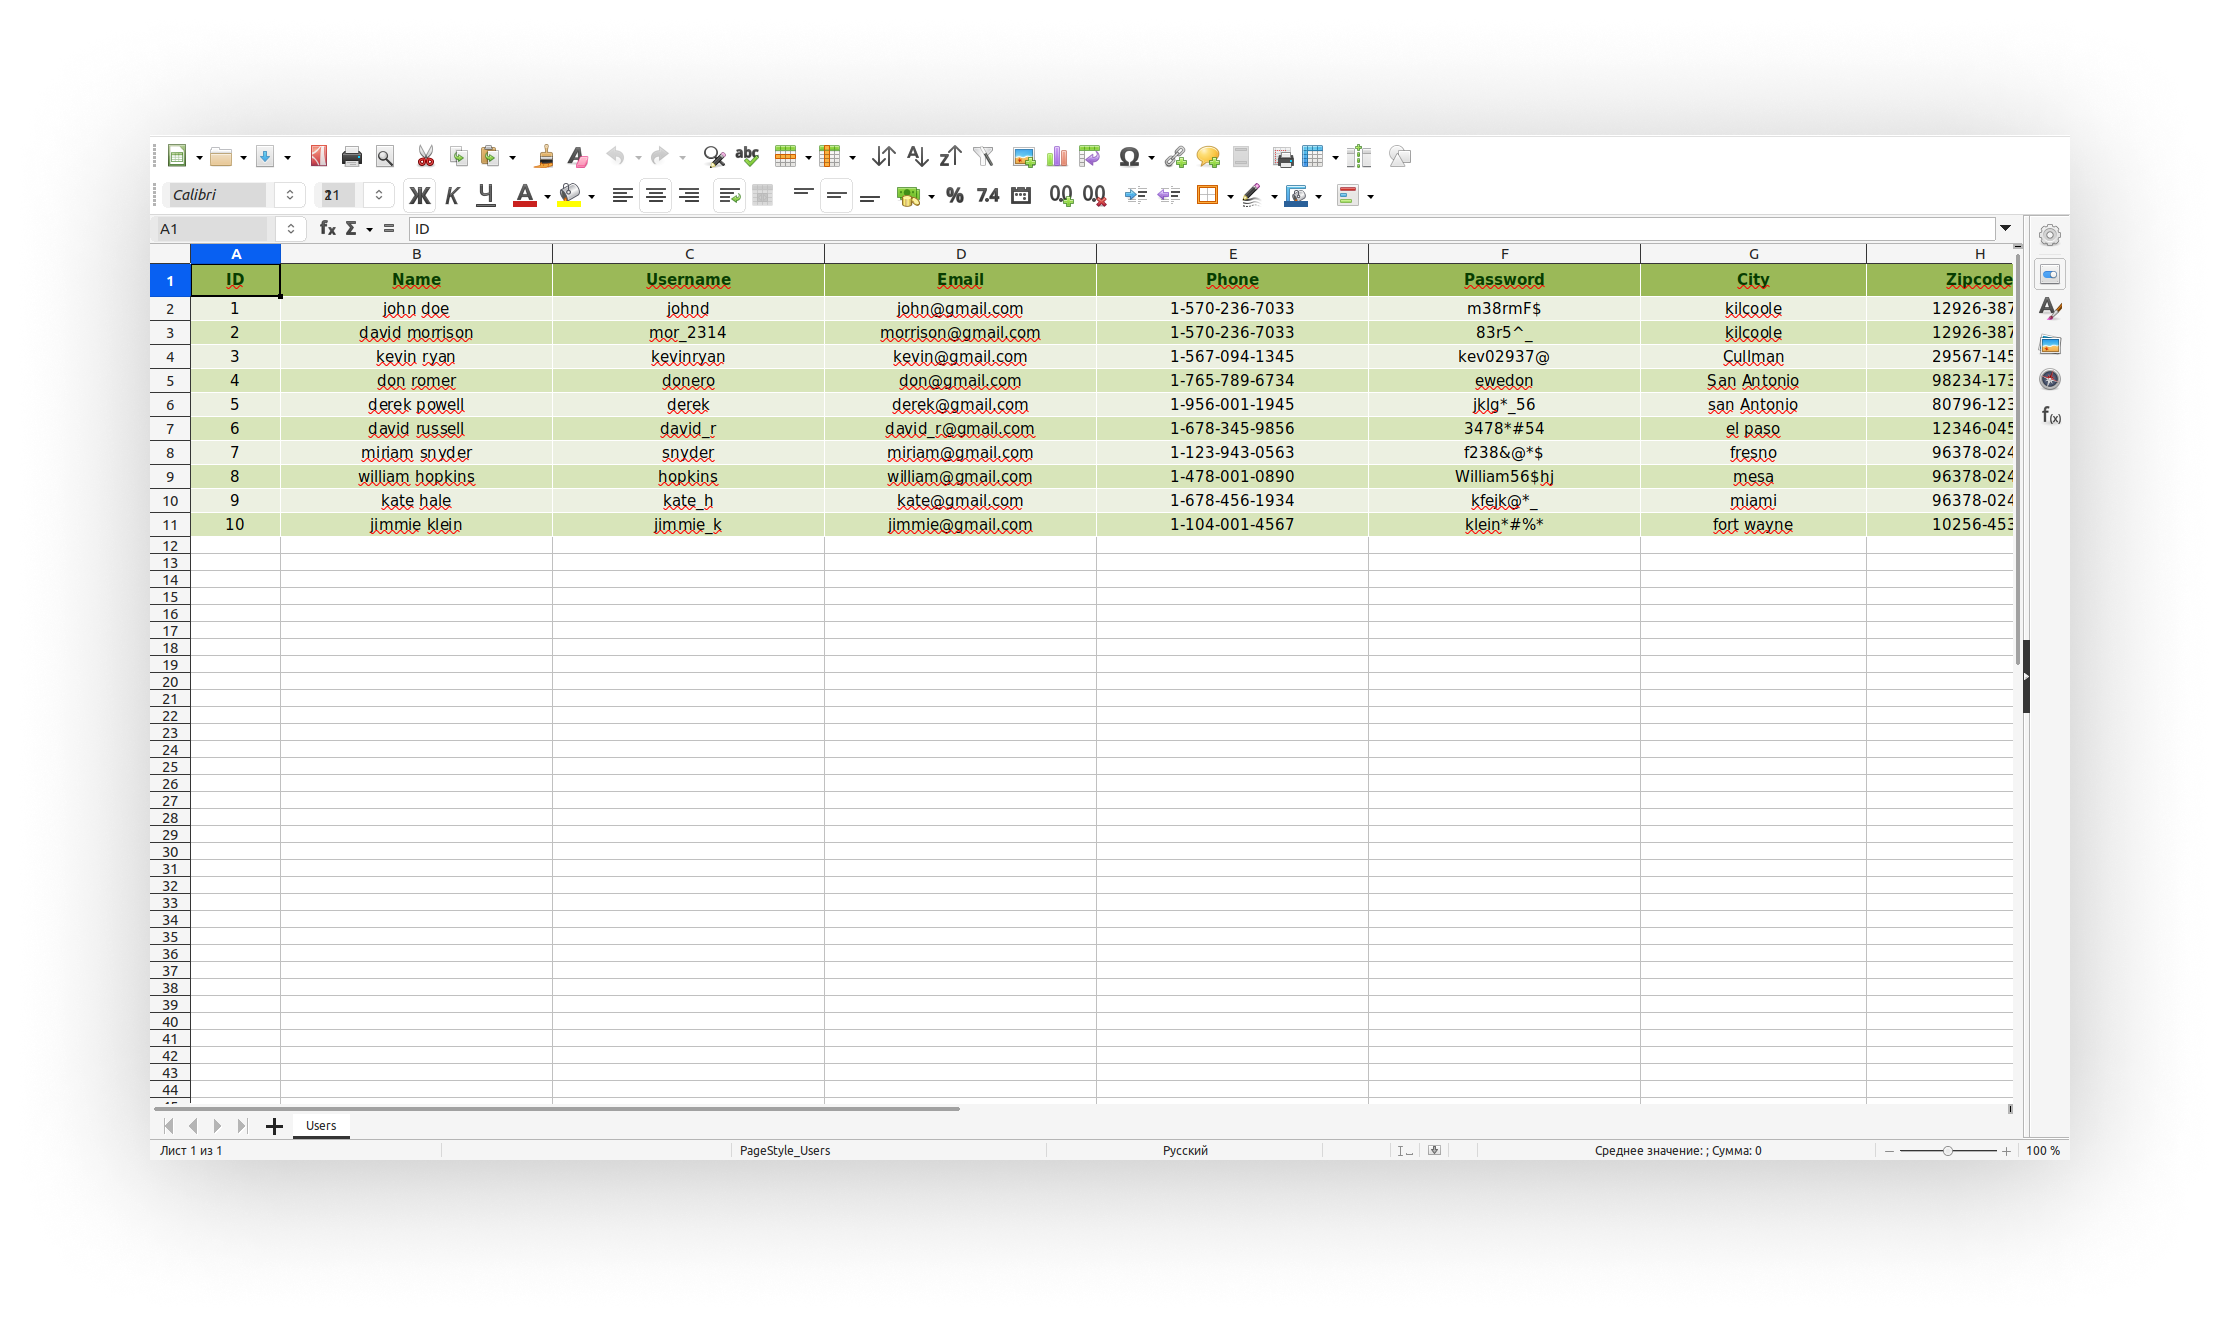 abc
Calibri 21 Ж К Ч A % 7.4 0.0 0.0
A1 fx Σ = ID
A B C D E F G H
1 ID Name Username Email Phone Password City Zipcode
2 1 john doe johnd john@gmail.com 1-570-236-7033 m38rmF$ kilcoole 12926-387
3 2 david morrison mor_2314 morrison@gmail.com 1-570-236-7033 83r5^_ kilcoole 12926-387
4 3 kevin ryan kevinryan kevin@gmail.com 1-567-094-1345 kev02937@ Cullman 29567-145
5 4 don romer donero don@gmail.com 1-765-789-6734 ewedon San Antonio 98234-173
6 5 derek powell derek derek@gmail.com 1-956-001-1945 jklg*_56 san Antonio 80796-123
7 6 david russell david_r david_r@gmail.com 1-678-345-9856 3478*#54 el paso 12346-045
8 7 miriam snyder snyder miriam@gmail.com 1-123-943-0563 f238&@*$ fresno 96378-024
9 8 william hopkins hopkins william@gmail.com 1-478-001-0890 William56$hj mesa 96378-024
10 9 kate hale kate_h kate@gmail.com 1-678-456-1934 kfejk@*_ miami 96378-024
11 10 jimmie klein jimmie_k jimmie@gmail.com 1-104-001-4567 klein*#%* fort wayne 10256-453
12
13
14
15
16
17
18
19
20
21
22
23
24
25
26
27
28
29
30
31
32
33
34
35
36
37
38
39
40
41
42
43
44
Users
Лист 1 из 1 PageStyle_Users Русский Среднее значение: ; Сумма: 0 100 %